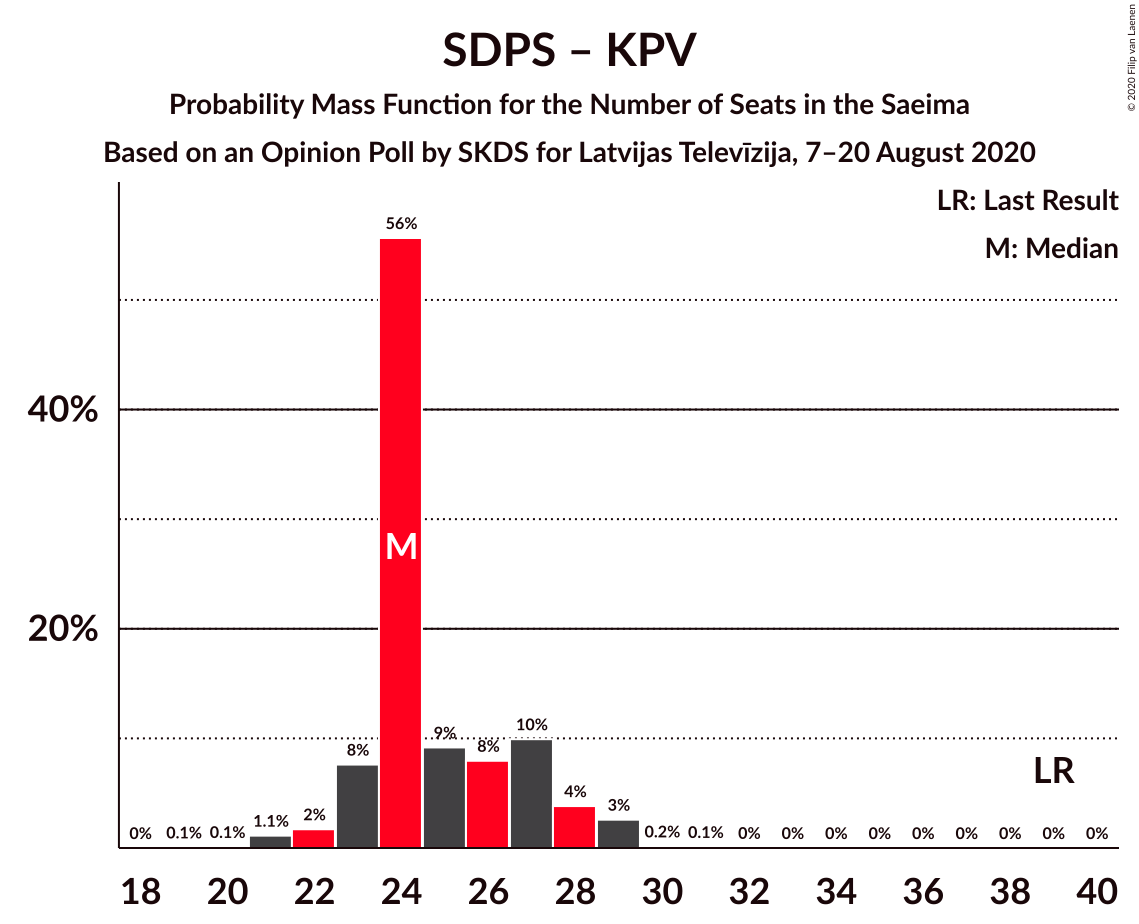 SDPS – KPV
Probability Mass Function for the Number of Seats in the Saeima
Based on an Opinion Poll by SKDS for Latvijas Televīzija, 7–20 August 2020
© 2020 Filip van Laenen
LR: Last Result
M: Median
56%
40%
M
20%
10%
9%
8%
8%
LR
4%
3%
2%
1.1%
0% 0.1% 0.1% 0.2% 0.1% 0% 0% 0% 0% 0% 0% 0% 0% 0%
18 20 22 24 26 28 30 32 34 36 38 40